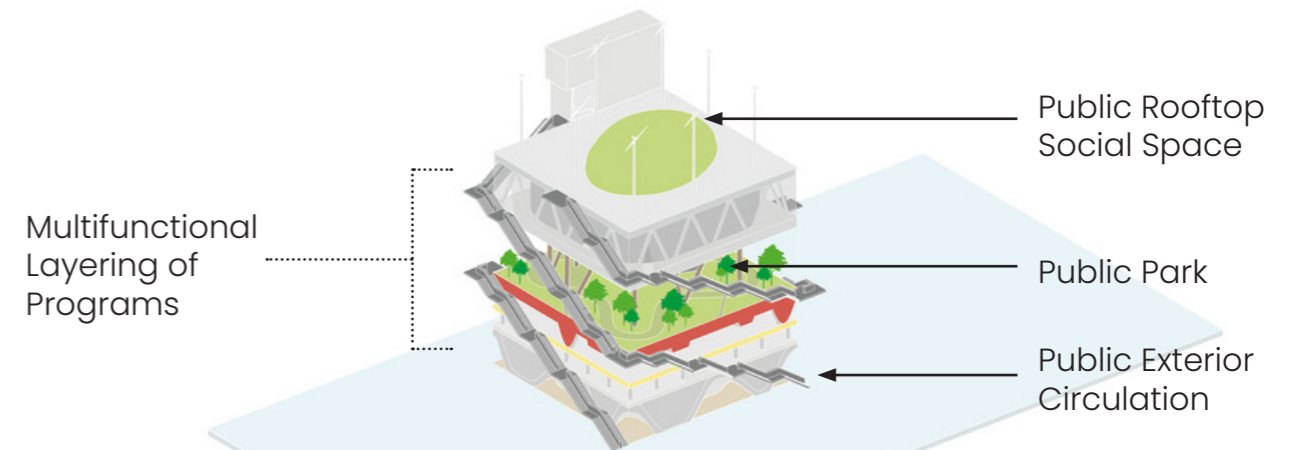 Public Rooftop
Social Space
Multifunctional
Layering of
Programs
Public Park
Public Exterior
Circulation